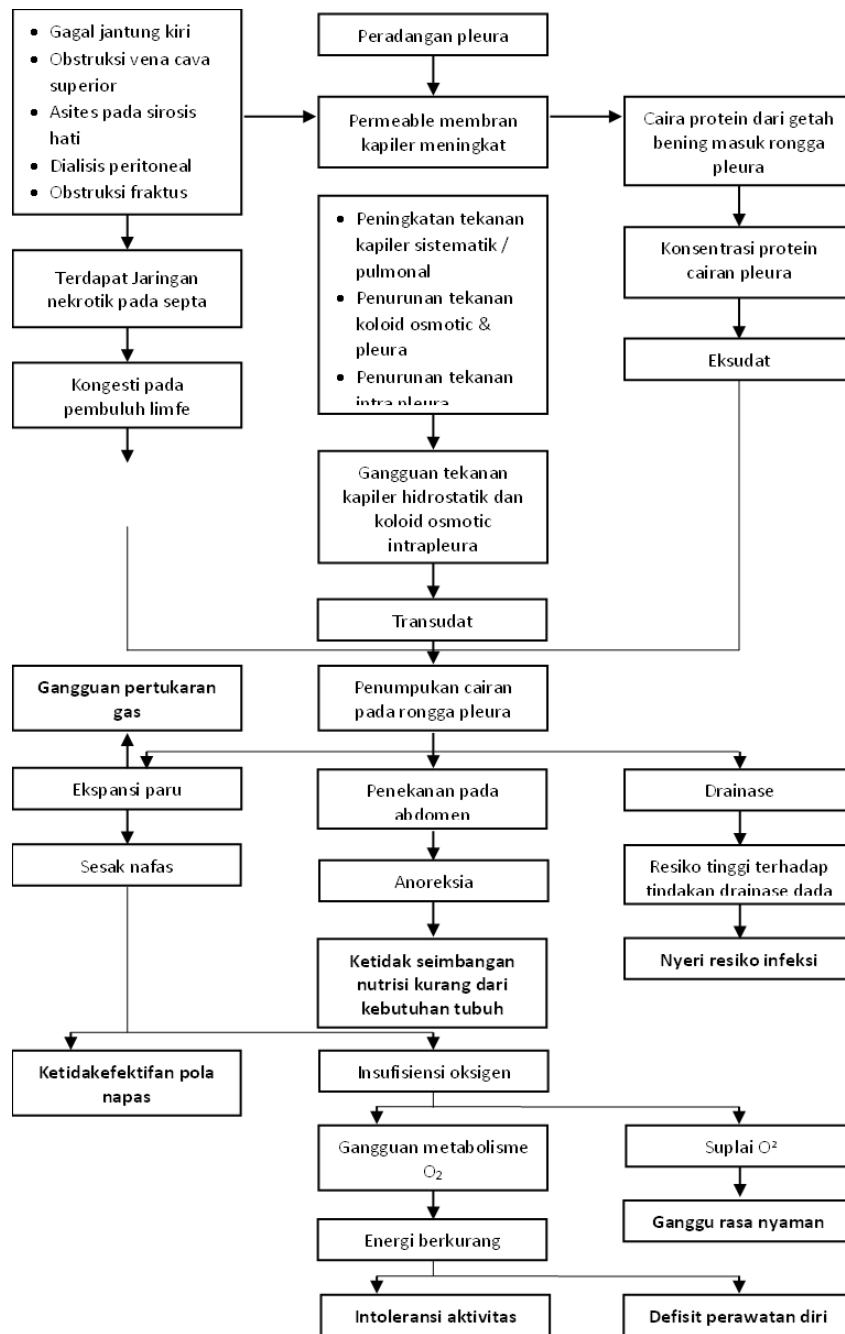 Gagal jantung kiri
Obstruksi vena cava
superior
Asites pada sirosis
hati
Dialisis peritoneal
Obstruksi fraktus
Peradangan pleura
Permeable membran
kapiler meningkat
Caira protein dari getah
bening masuk rongga
pleura
Terdapat Jaringan
nekrotik pada septa
Peningkatan tekanan
kapiler sistematik /
pulmonal
Penurunan tekanan
koloid osmotic &
pleura
Penurunan tekanan
intra pleura
Konsentrasi protein
cairan pleura
Kongesti pada
pembuluh limfe
Eksudat
Gangguan tekanan
kapiler hidrostatik dan
koloid osmotic
intrapleura
Transudat
Gangguan pertukaran
gas
Penumpukan cairan
pada rongga pleura
Ekspansi paru
Penekanan pada
abdomen
Drainase
Sesak nafas
Anoreksia
Resiko tinggi terhadap
tindakan drainase dada
Ketidak seimbangan
nutrisi kurang dari
kebutuhan tubuh
Nyeri resiko infeksi
Ketidakefektifan pola
napas
Insufisiensi oksigen
Gangguan metabolisme
O₂
Suplai O²
Energi berkurang
Ganggu rasa nyaman
Intoleransi aktivitas
Defisit perawatan diri